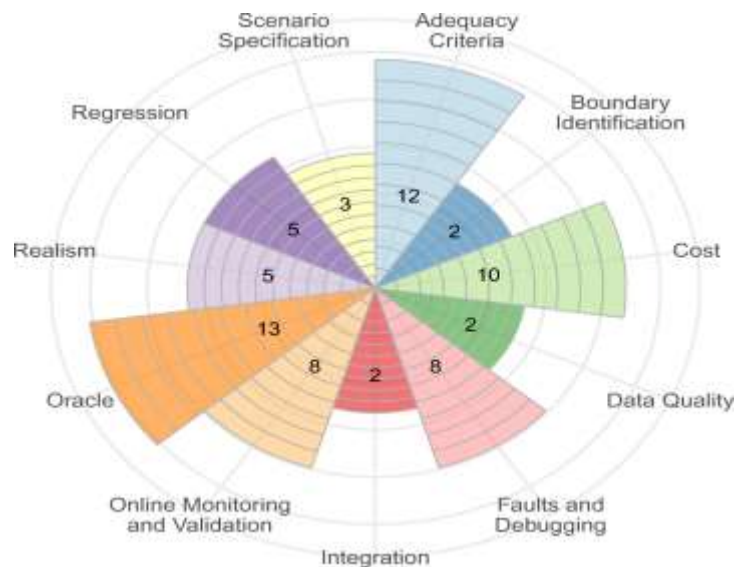 Scenario
Specification
Adequacy
Criteria
Regression
Boundary
Identification
12
3
2
5
Realism
5
10
Cost
13
2
8
2
8
Oracle
Data Quality
Online Monitoring
and Validation
Faults and
Debugging
Integration